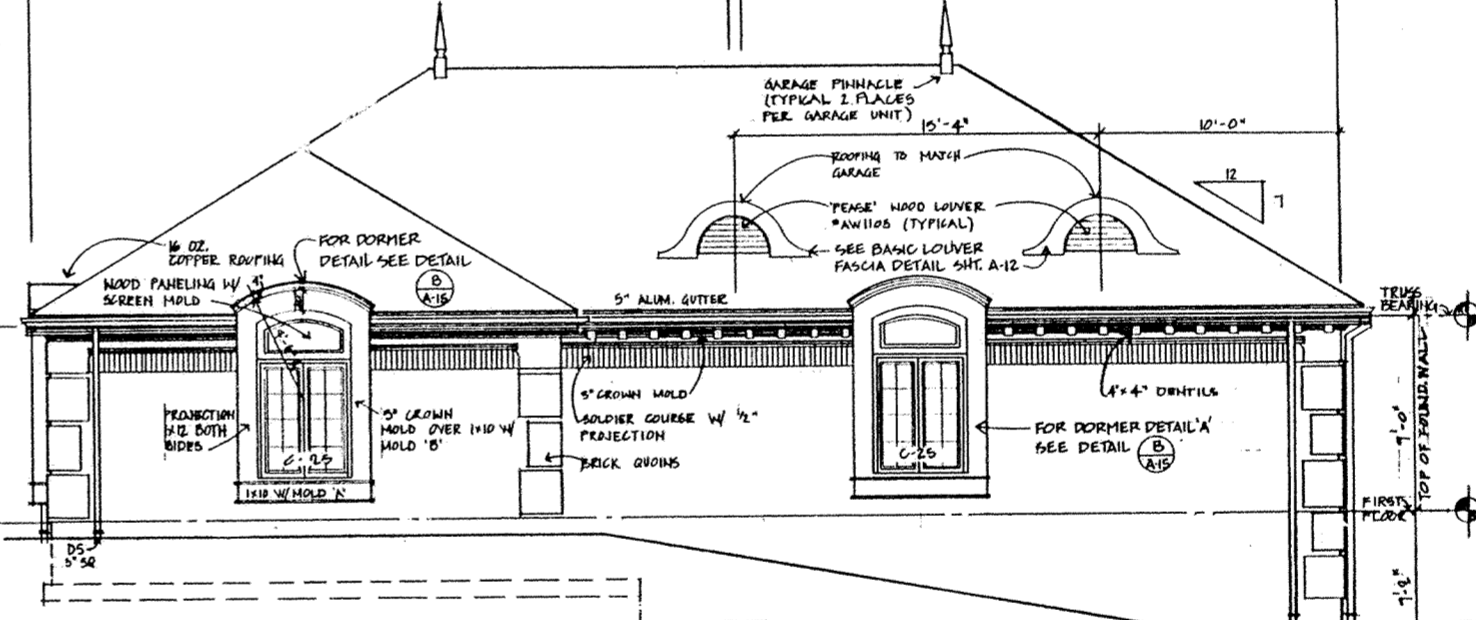 GARAGE PINNACLE
(TYPICAL 2 PLACES
PER GARAGE UNIT)
15'-4"
10'-0"
ROOFING TO MATCH
GARAGE
12
7
'PEASE' WOOD LOUVER
#AW1108 (TYPICAL)
SEE BASIC LOUVER
FASCIA DETAIL SHT. A-12
16 OZ.
COPPER ROOFING
FOR DORMER
DETAIL SEE DETAIL
B
A-15
WOOD PANELING W/
SCREEN MOLD
5" ALUM. GUTTER
TRUSS
BEARING
5" CROWN MOLD
4"x4" DENTILS
SOLDIER COURSE W/ 1/2"
PROJECTION
BRICK QUOINS
PROJECTION
1x12 BOTH
SIDES
5" CROWN
MOLD OVER 1x10 W/
MOLD 'B'
FOR DORMER DETAIL 'A'
SEE DETAIL
B
A-15
C-25
C-25
1x10 W/ MOLD 'A'
9'-0"
TOP OF FOUND. WALL
FIRST
FLOOR
DS
5" SQ
9'-2"